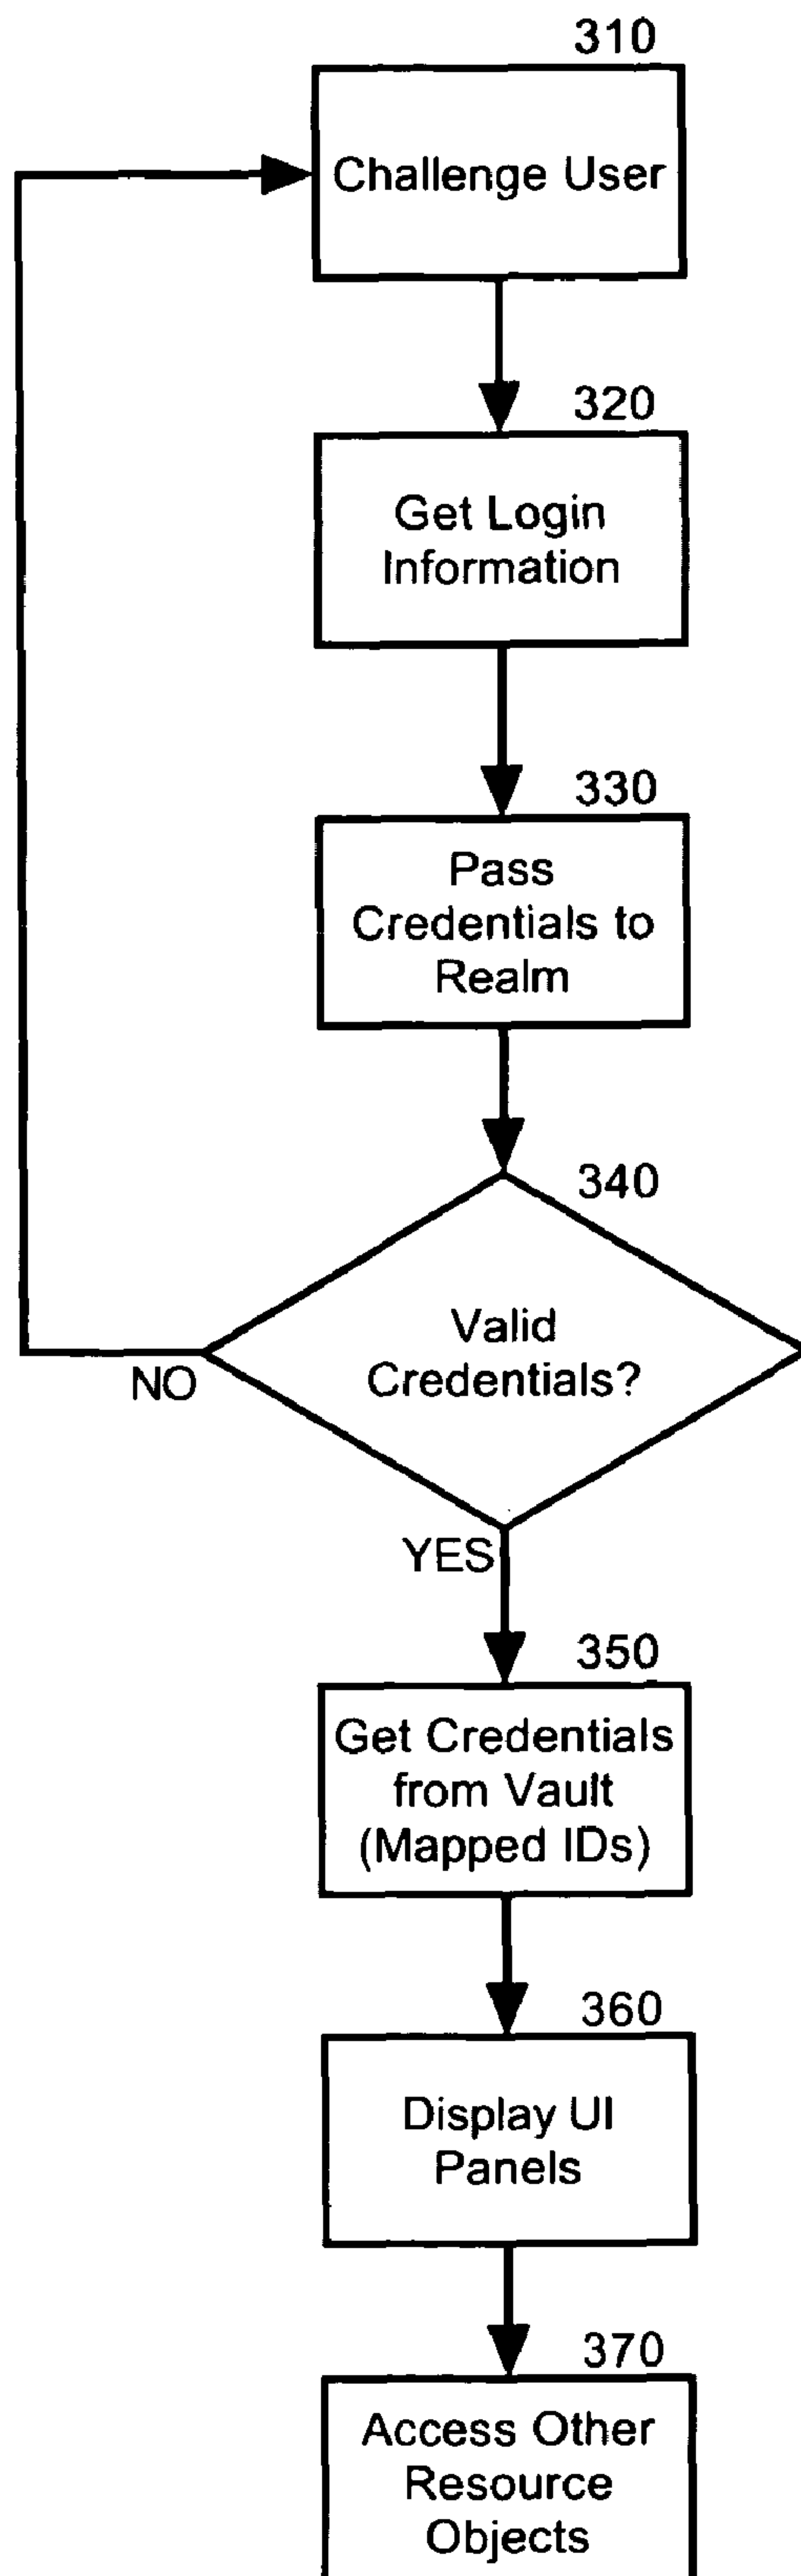 310
Challenge User
320
Get Login
Information
330
Pass
Credentials to
Realm
340
Valid
Credentials?
NO
YES
350
Get Credentials
from Vault
(Mapped IDs)
360
Display UI
Panels
370
Access Other
Resource
Objects